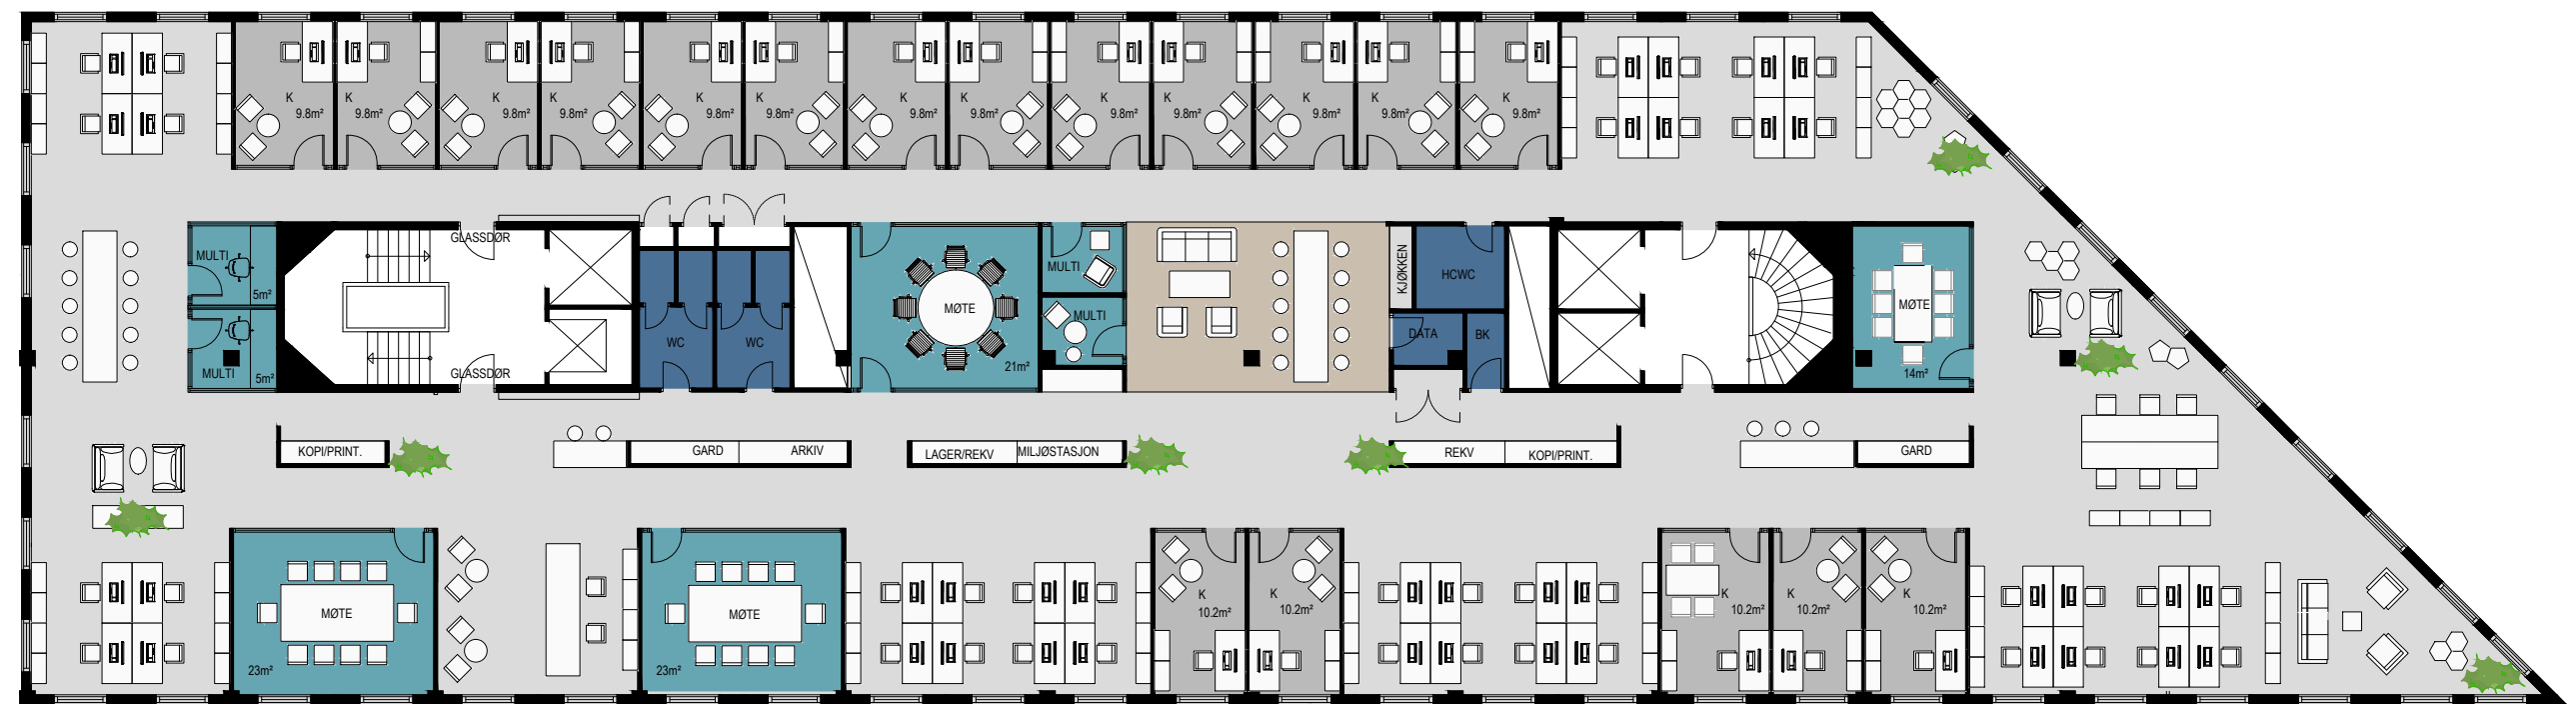 K
9.8m²
K
9.8m²
K
9.8m²
K
9.8m²
K
9.8m²
K
9.8m²
K
9.8m²
K
9.8m²
K
9.8m²
K
9.8m²
K
9.8m²
K
9.8m²
K
9.8m²
MULTI
5m²
MULTI
5m²
GLASSDØR
GLASSDØR
WC
WC
MØTE
21m²
MULTI
MULTI
KJØKKEN
HCWC
DATA
BK
MØTE
14m²
KOPI/PRINT.
GARD
ARKIV
LAGER/REKV
MILJØSTASJON
REKV
KOPI/PRINT.
GARD
MØTE
23m²
MØTE
23m²
K
10.2m²
K
10.2m²
K
10.2m²
K
10.2m²
K
10.2m²